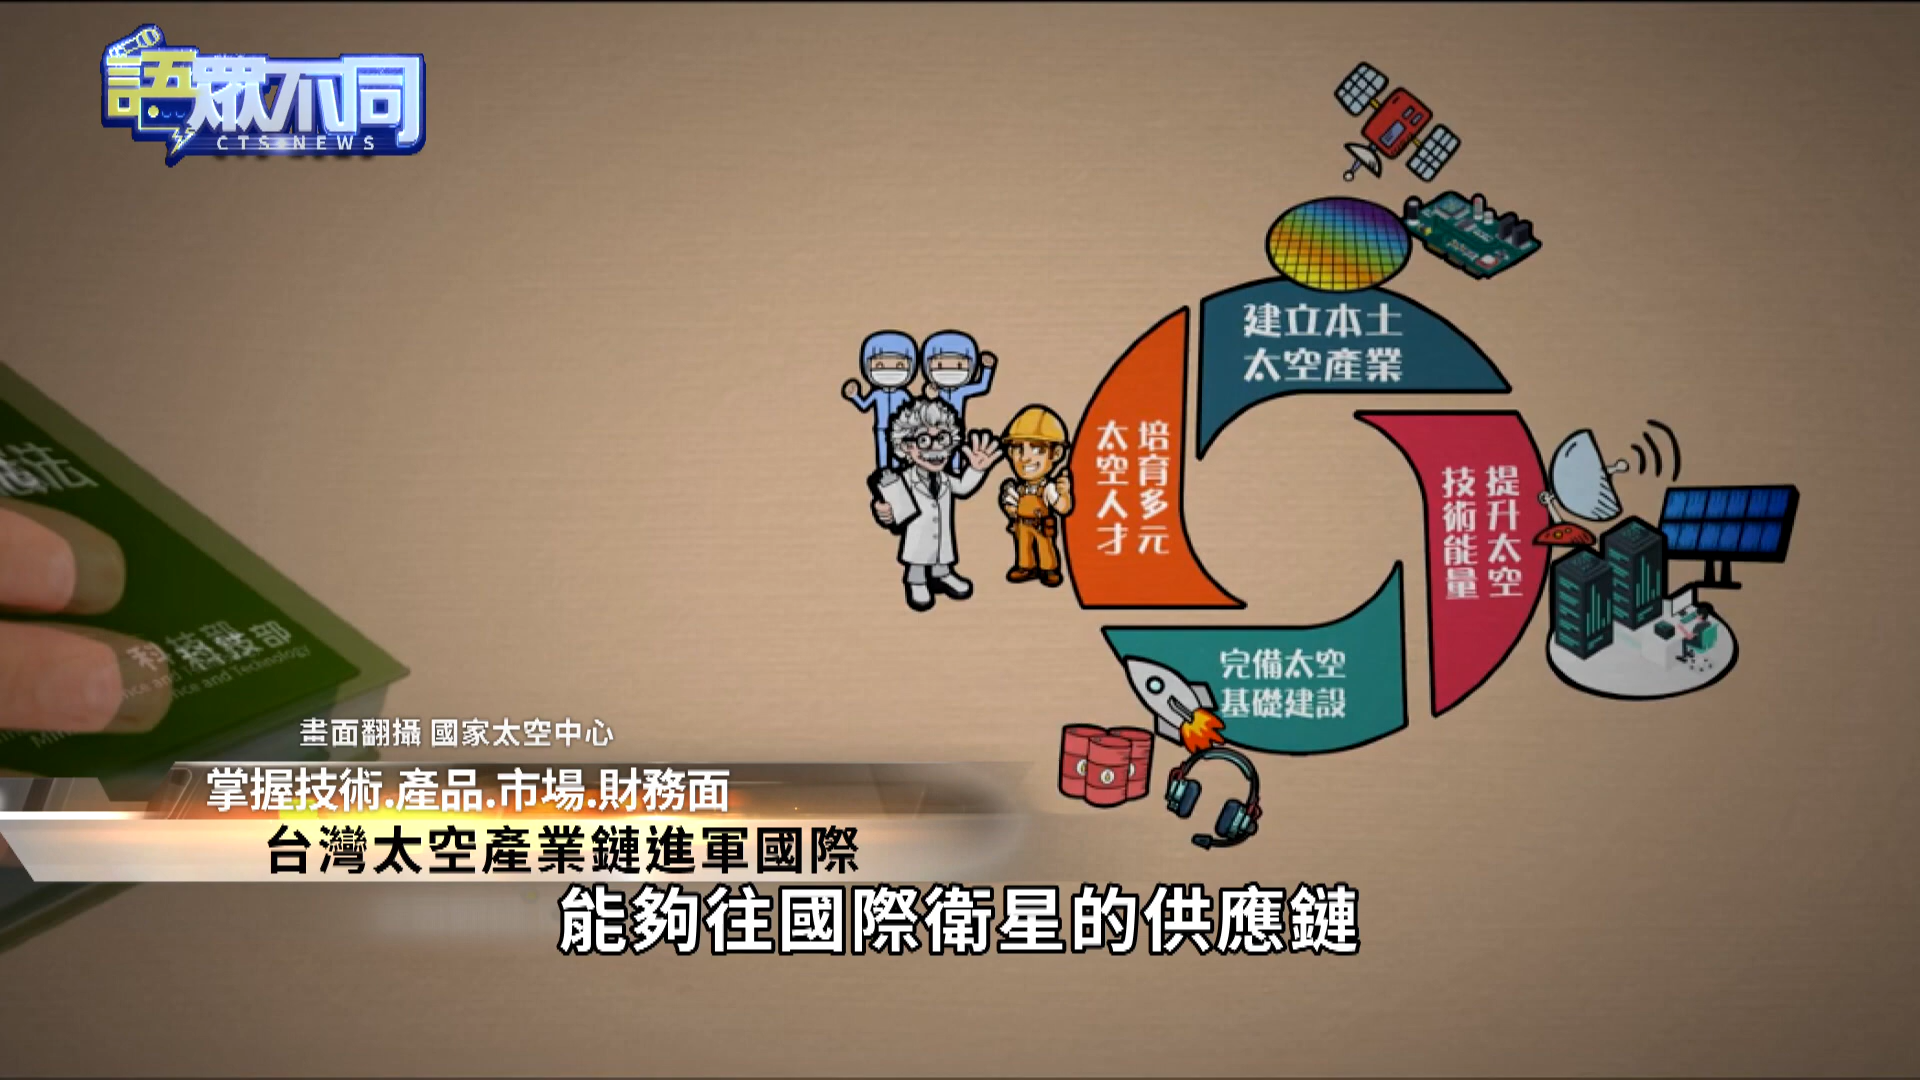 語眾不同
CTS NEWS
建立本土
太空產業
培育多元
太空人才
提升太空
技術能量
完備太空
基礎建設
法
科技部
畫面翻攝 國家太空中心
掌握技術.產品.市場.財務面
台灣太空產業鏈進軍國際
能夠往國際衛星的供應鏈